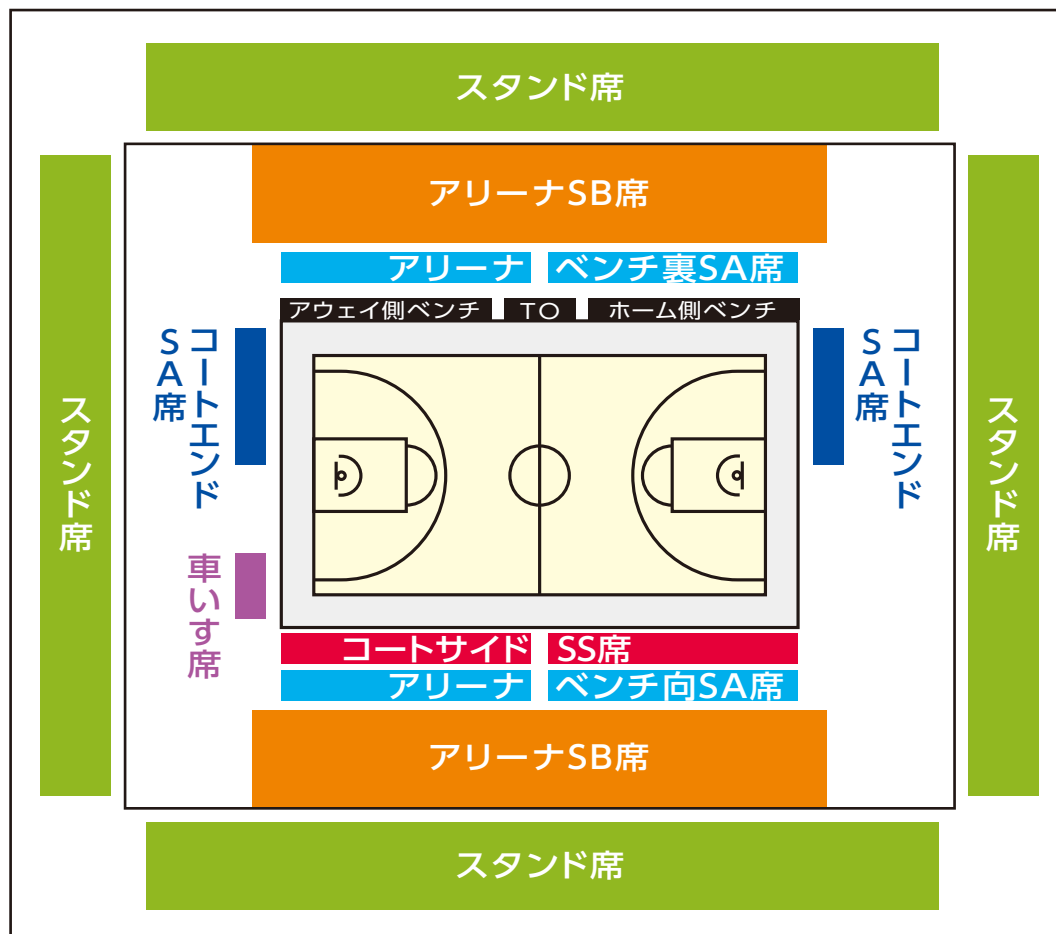 スタンド席
アリーナSB席
アリーナ ベンチ裏SA席
アウェイ側ベンチ TO ホーム側ベンチ
スタンド席
コートエンド
SA席
コートエンド
SA席
スタンド席
車いす席
コートサイド SS席
アリーナ ベンチ向SA席
アリーナSB席
スタンド席